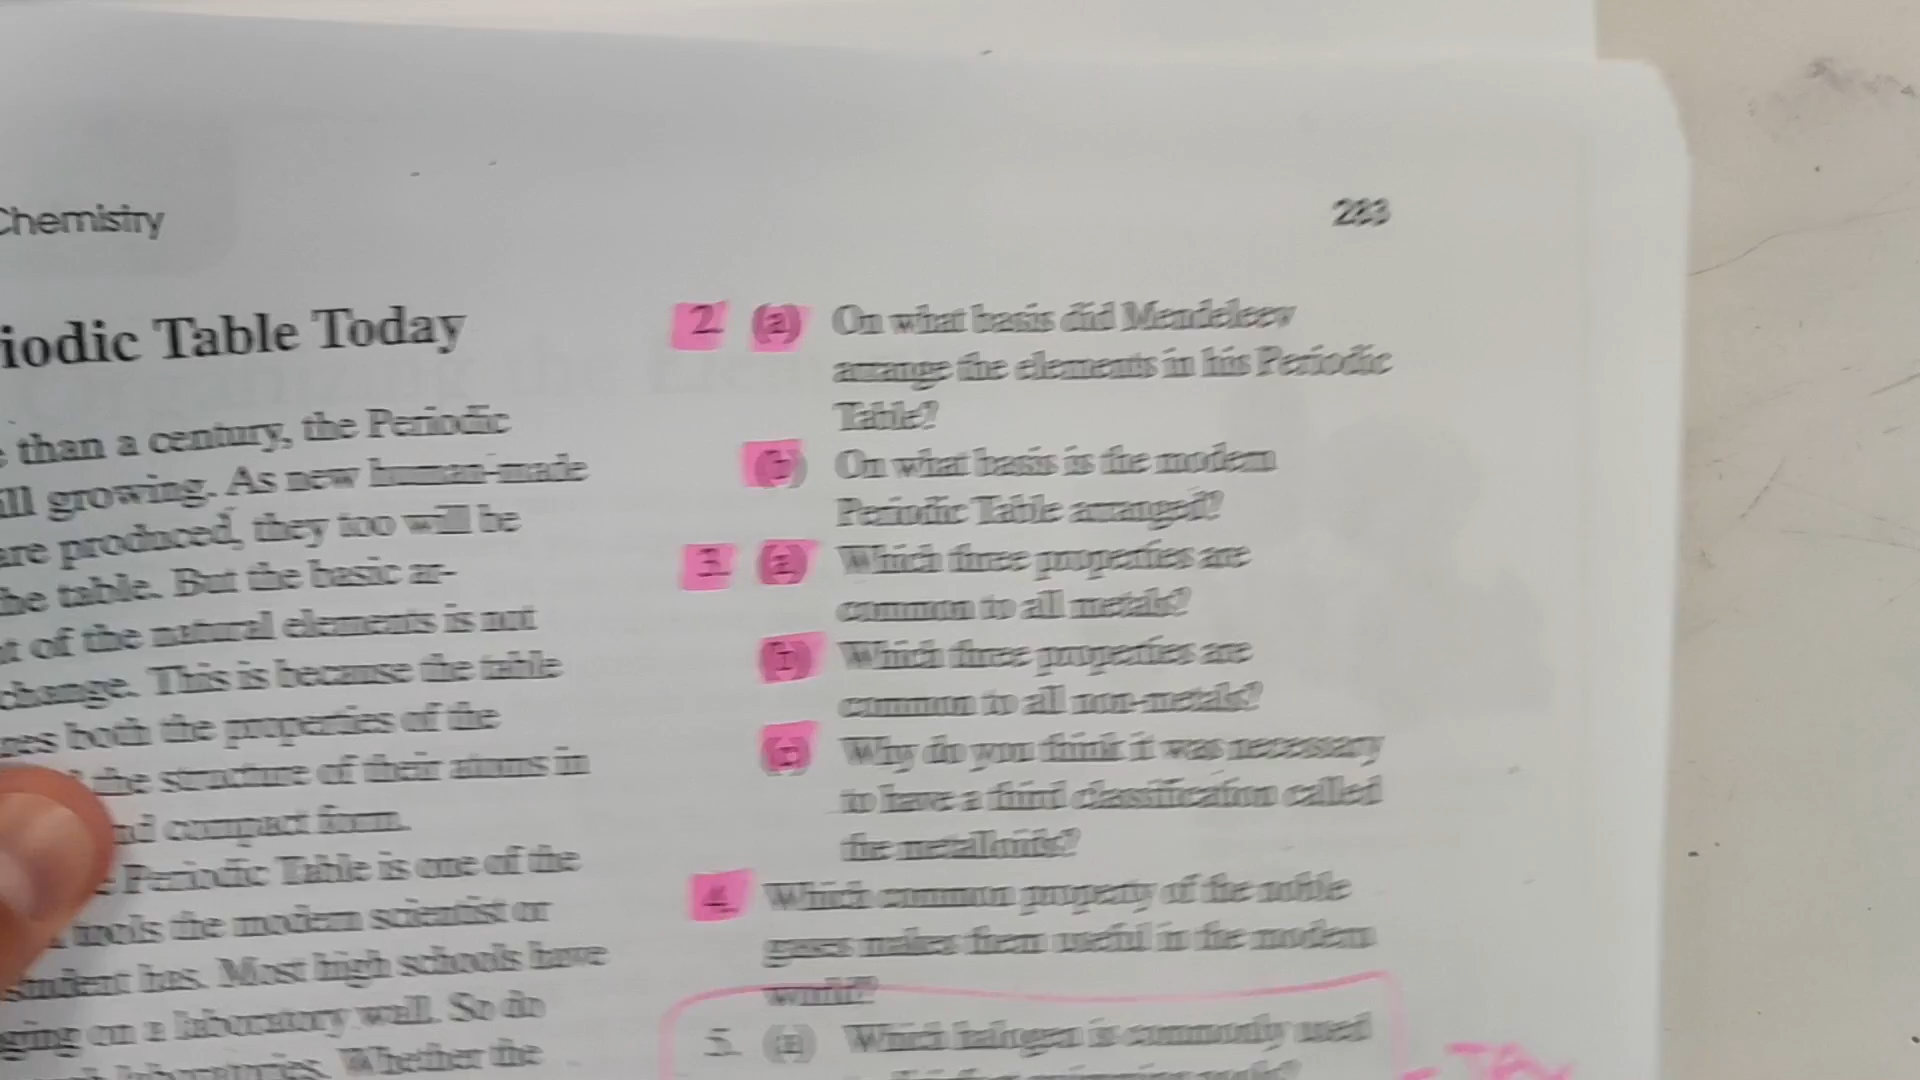 Chemistry
283
iodic Table Today
than a century, the Periodic
ill growing. As new human-made
are produced, they too will be
he table. But the basic ar-
t of the natural elements is not
change. This is because the table
both the properties of the
the structure of their atoms in
nd compact form.
Periodic Table is one of the
tools the modern scientist or
student has. Most high schools have
ging on a laboratory wall. So do
laboratories. Whether the
2. (a) On what basis did Mendeleev
arrange the elements in his Periodic
Table?
(b) On what basis is the modern
Periodic Table arranged?
3. (a) Which three properties are
common to all metals?
(b) Which three properties are
common to all non-metals?
(c) Why do you think it was necessary
to have a third classification called
the metalloids?
4. Which common property of the noble
gases makes them useful in the modern
world?
5. (a) Which halogen is commonly used